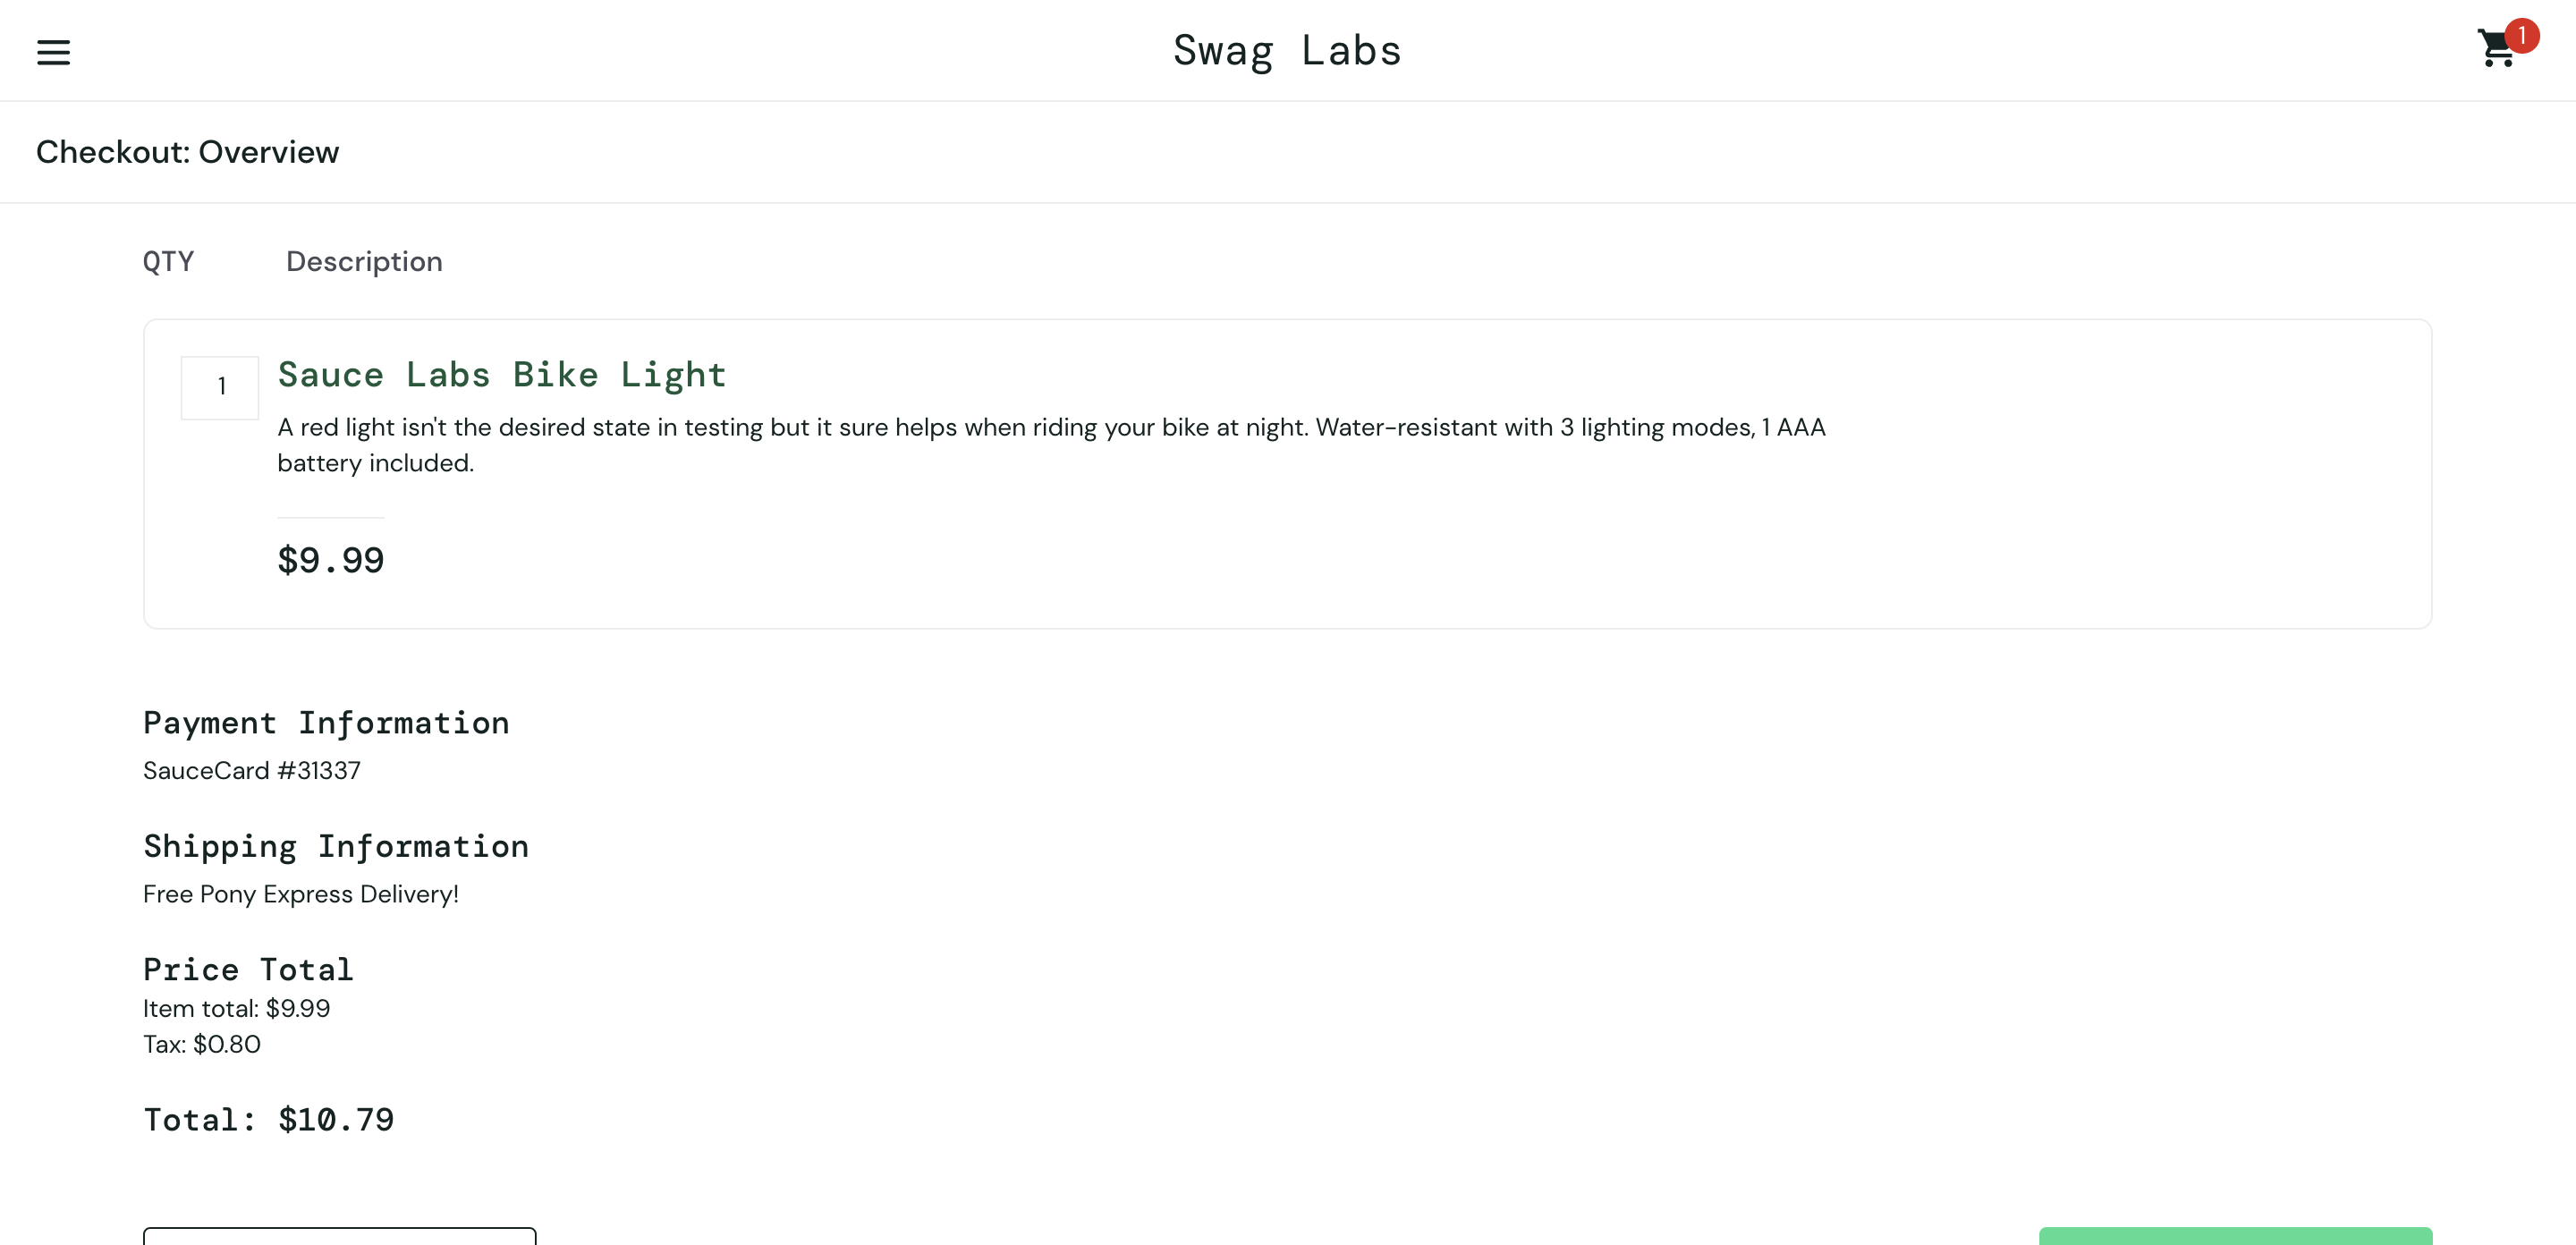 Swag Labs
1
Checkout: Overview
QTY Description
1
Sauce Labs Bike Light
A red light isn't the desired state in testing but it sure helps when riding your bike at night. Water-resistant with 3 lighting modes, 1 AAA
battery included.
$9.99
Payment Information
SauceCard #31337
Shipping Information
Free Pony Express Delivery!
Price Total
Item total: $9.99
Tax: $0.80
Total: $10.79